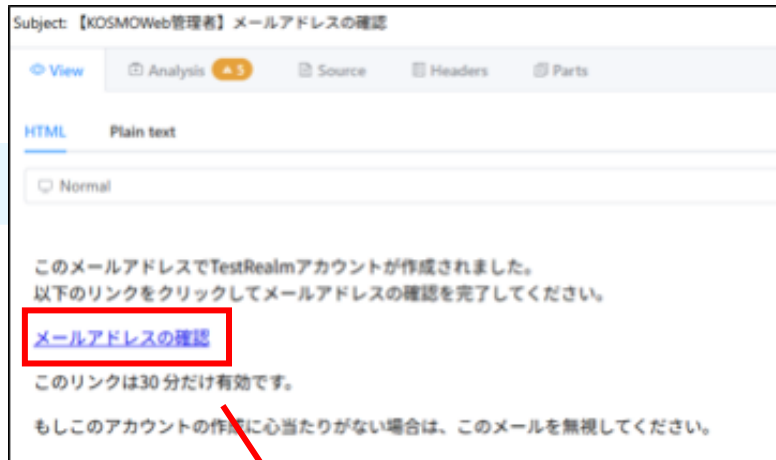 Subject: 【KOSMOWeb管理者】メールアドレスの確認
View Analysis 5 Source Headers Parts
HTML Plain text
Normal
このメールアドレスでTestRealmアカウントが作成されました。
以下のリンクをクリックしてメールアドレスの確認を完了してください。
メールアドレスの確認
このリンクは30 分だけ有効です。
もしこのアカウントの作成に心当たりがない場合は、このメールを無視してください。